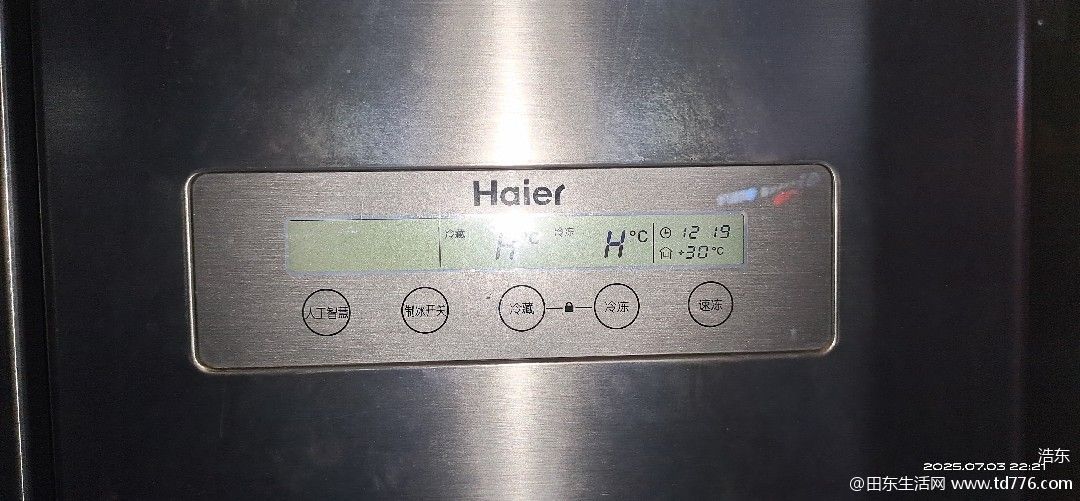 Haier
冷藏 H°C 冷冻 H°C 12 19
+30°C
人工智慧 制冰开关 冷藏 冷冻 速冻
浩东
2025.07.03 22:21
@田东生活网 www.td776.com